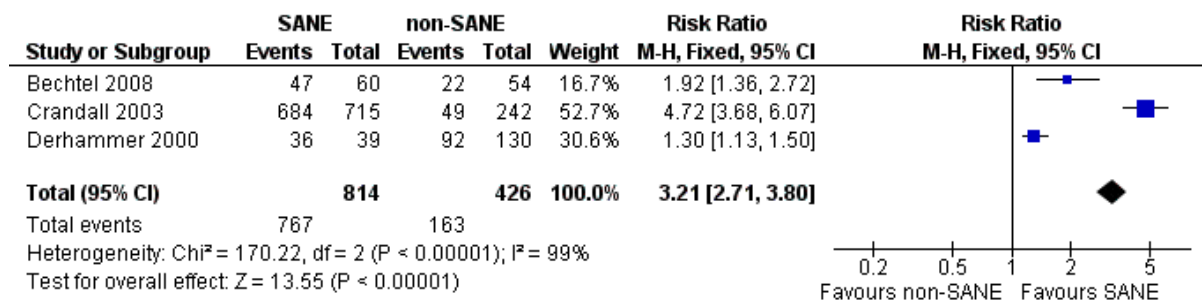 SANE non-SANE Risk Ratio Risk Ratio
Study or Subgroup Events Total Events Total Weight M-H, Fixed, 95% CI M-H, Fixed, 95% CI
Bechtel 2008 47 60 22 54 16.7% 1.92 [1.36, 2.72]
Crandall 2003 684 715 49 242 52.7% 4.72 [3.68, 6.07]
Derhammer 2000 36 39 92 130 30.6% 1.30 [1.13, 1.50]
Total (95% CI) 814 426 100.0% 3.21 [2.71, 3.80]
Total events 767 163
Heterogeneity: Chi² = 170.22, df = 2 (P < 0.00001); I² = 99%
Test for overall effect: Z = 13.55 (P < 0.00001)
0.2 0.5 1 2 5
Favours non-SANE Favours SANE